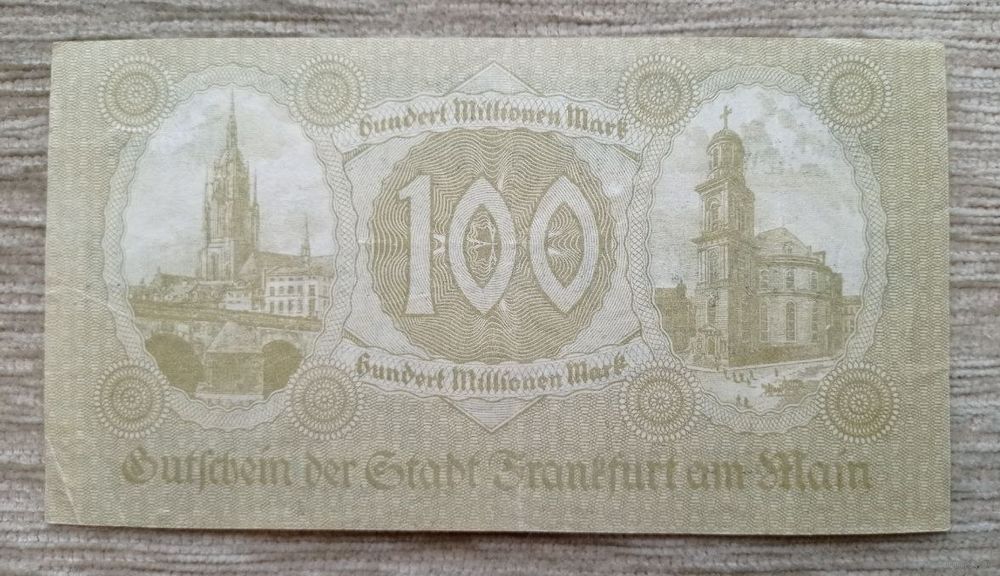 Hundert Millionen Mark
100
Hundert Millionen Mark
Gutschein der Stadt Frankfurt am Main